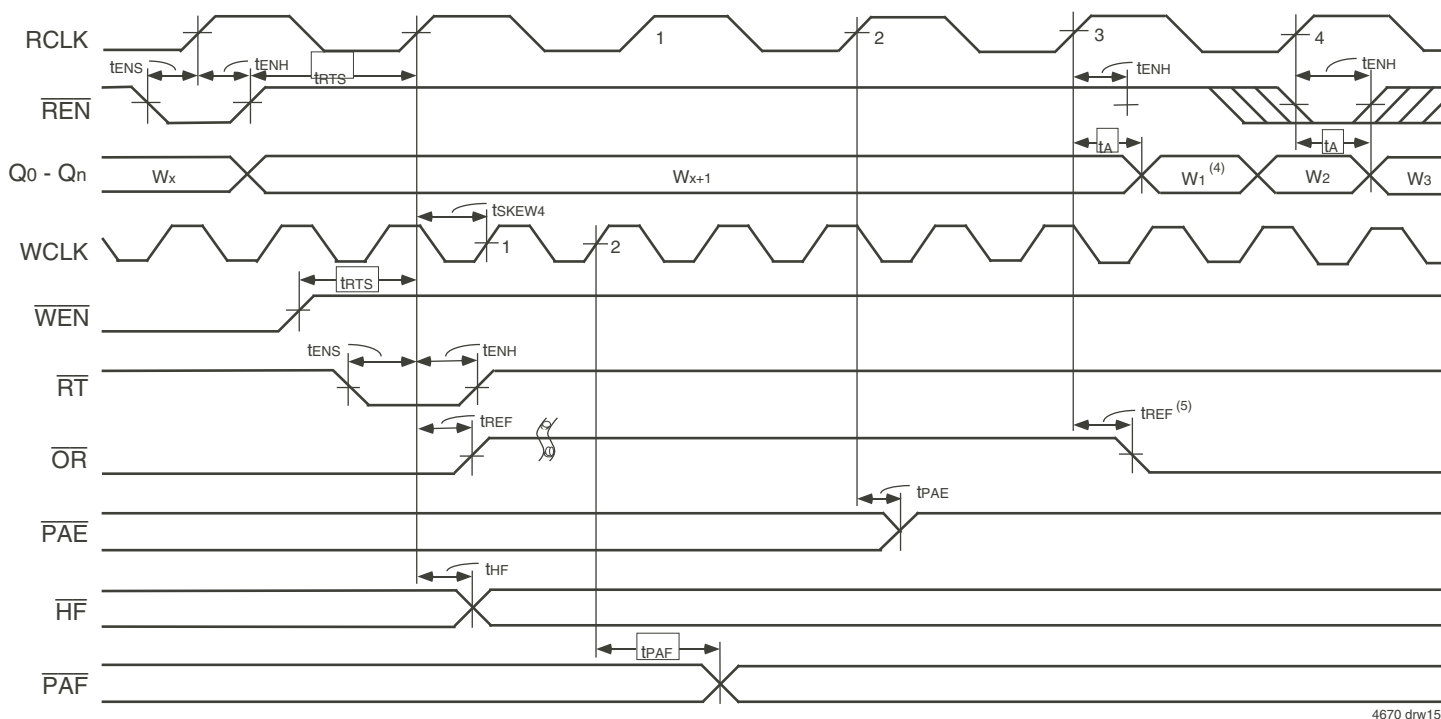 RCLK 1 2 3 4
tENS tENH tRTS tENH tENH
REN
tA tA
Q0 - Qn Wx Wx+1 W1 (4) W2 W3
tSKEW4
WCLK 1 2
tRTS
WEN
tENS tENH
RT
tREF tREF (5)
OR
tPAE
PAE
tHF
HF
tPAF
PAF
4670 drw15